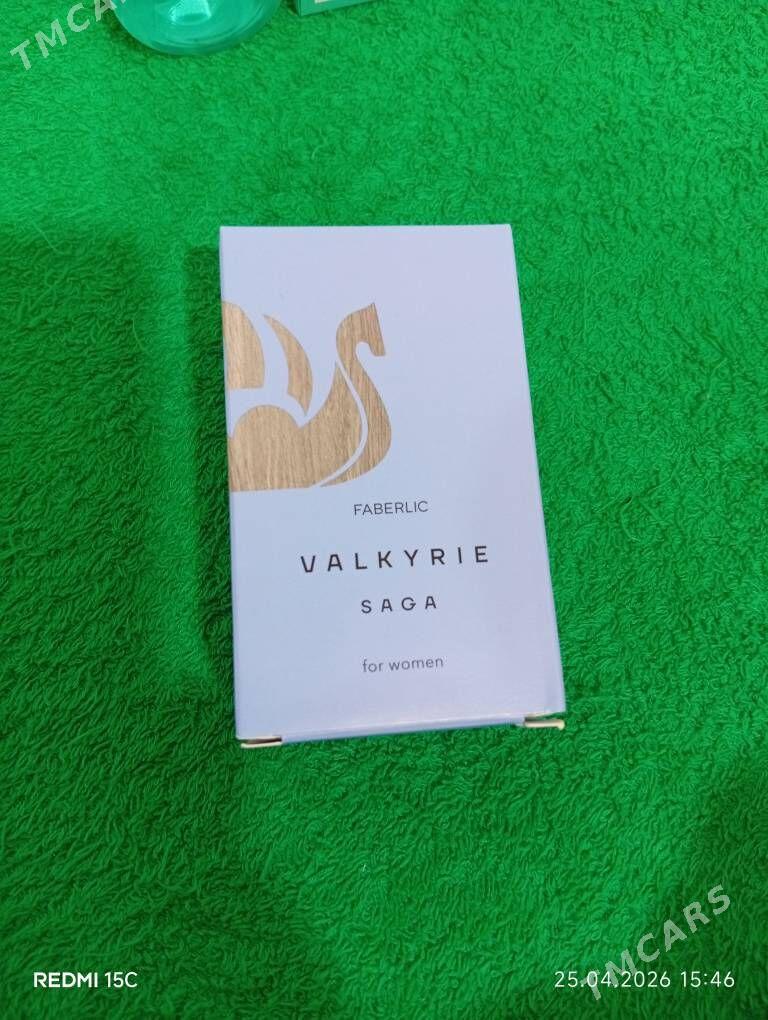 TMCARS
FABERLIC
VALKYRIE
SAGA
for women
TMCARS
REDMI 15C
25.04.2026 15:46